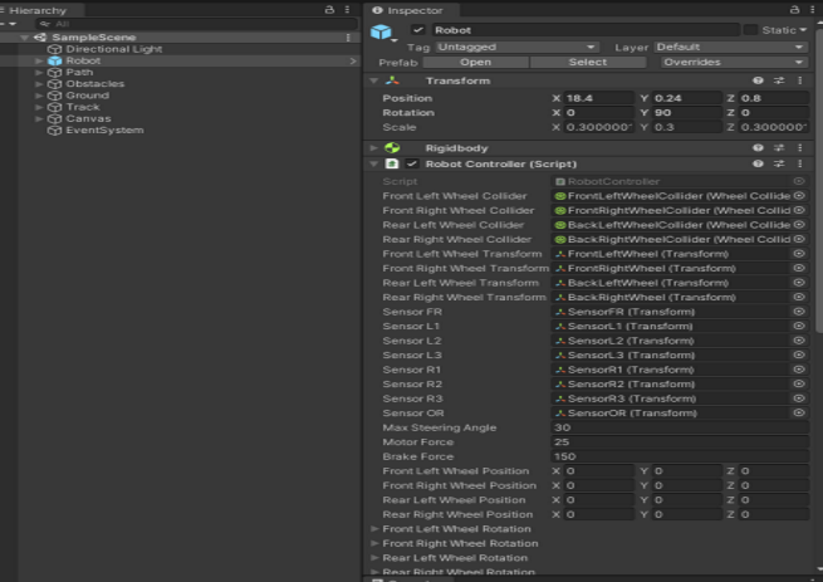 Hierarchy
All
SampleScene
Directional Light
Robot
Path
Obstacles
Ground
Track
Canvas
EventSystem
Inspector
Robot Static
Tag Untagged Layer Default
Prefab Open Select Overrides
Transform
Position X 18.4 Y 0.24 Z 0.8
Rotation X 0 Y 90 Z 0
Scale X 0.300000 Y 0.3 Z 0.300000
Rigidbody
Robot Controller (Script)
Script RobotController
Front Left Wheel Collider FrontLeftWheelCollider (Wheel Collide
Front Right Wheel Collider FrontRightWheelCollider (Wheel Collid
Rear Left Wheel Collider BackLeftWheelCollider (Wheel Collide
Rear Right Wheel Collider BackRightWheelCollider (Wheel Collid
Front Left Wheel Transform FrontLeftWheel (Transform)
Front Right Wheel Transform FrontRightWheel (Transform)
Rear Left Wheel Transform BackLeftWheel (Transform)
Rear Right Wheel Transform BackRightWheel (Transform)
Sensor FR SensorFR (Transform)
Sensor L1 SensorL1 (Transform)
Sensor L2 SensorL2 (Transform)
Sensor L3 SensorL3 (Transform)
Sensor R1 SensorR1 (Transform)
Sensor R2 SensorR2 (Transform)
Sensor R3 SensorR3 (Transform)
Sensor OR SensorOR (Transform)
Max Steering Angle 30
Motor Force 25
Brake Force 150
Front Left Wheel Position X 0 Y 0 Z 0
Front Right Wheel Position X 0 Y 0 Z 0
Rear Left Wheel Position X 0 Y 0 Z 0
Rear Right Wheel Position X 0 Y 0 Z 0
Front Left Wheel Rotation
Front Right Wheel Rotation
Rear Left Wheel Rotation
Rear Right Wheel Rotation